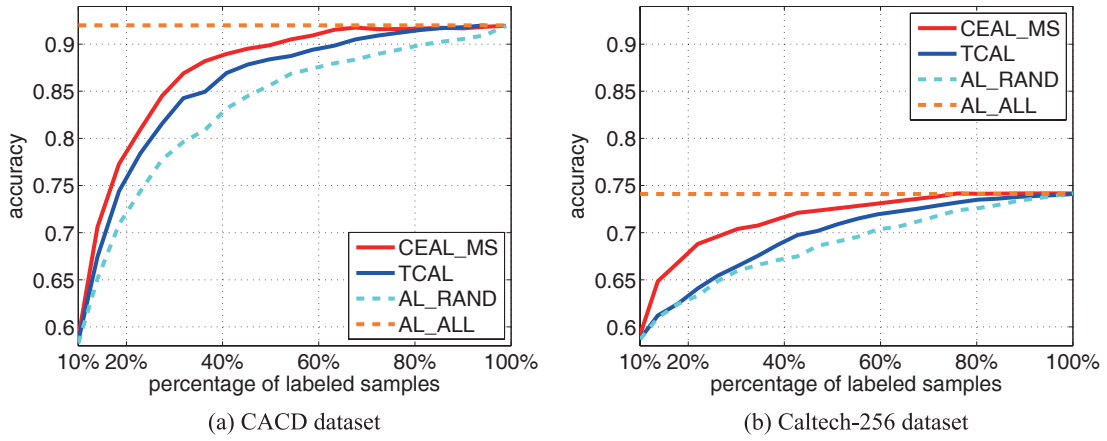 0.9
0.85
0.8
0.75
0.7
0.65
0.6
accuracy
10% 20% 40% 60% 80% 100%
percentage of labeled samples
CEAL_MS
TCAL
AL_RAND
AL_ALL
(a) CACD dataset
0.9
0.85
0.8
0.75
0.7
0.65
0.6
accuracy
10% 20% 40% 60% 80% 100%
percentage of labeled samples
CEAL_MS
TCAL
AL_RAND
AL_ALL
(b) Caltech-256 dataset